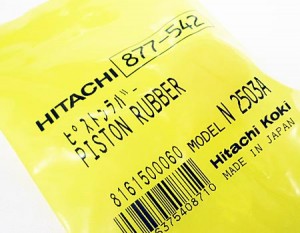 HITACHI 877-542
ピストンラバー
PISTON RUBBER
8161500060 MODEL N 2503A
Hitachi Koki
MADE IN JAPAN
5375408710